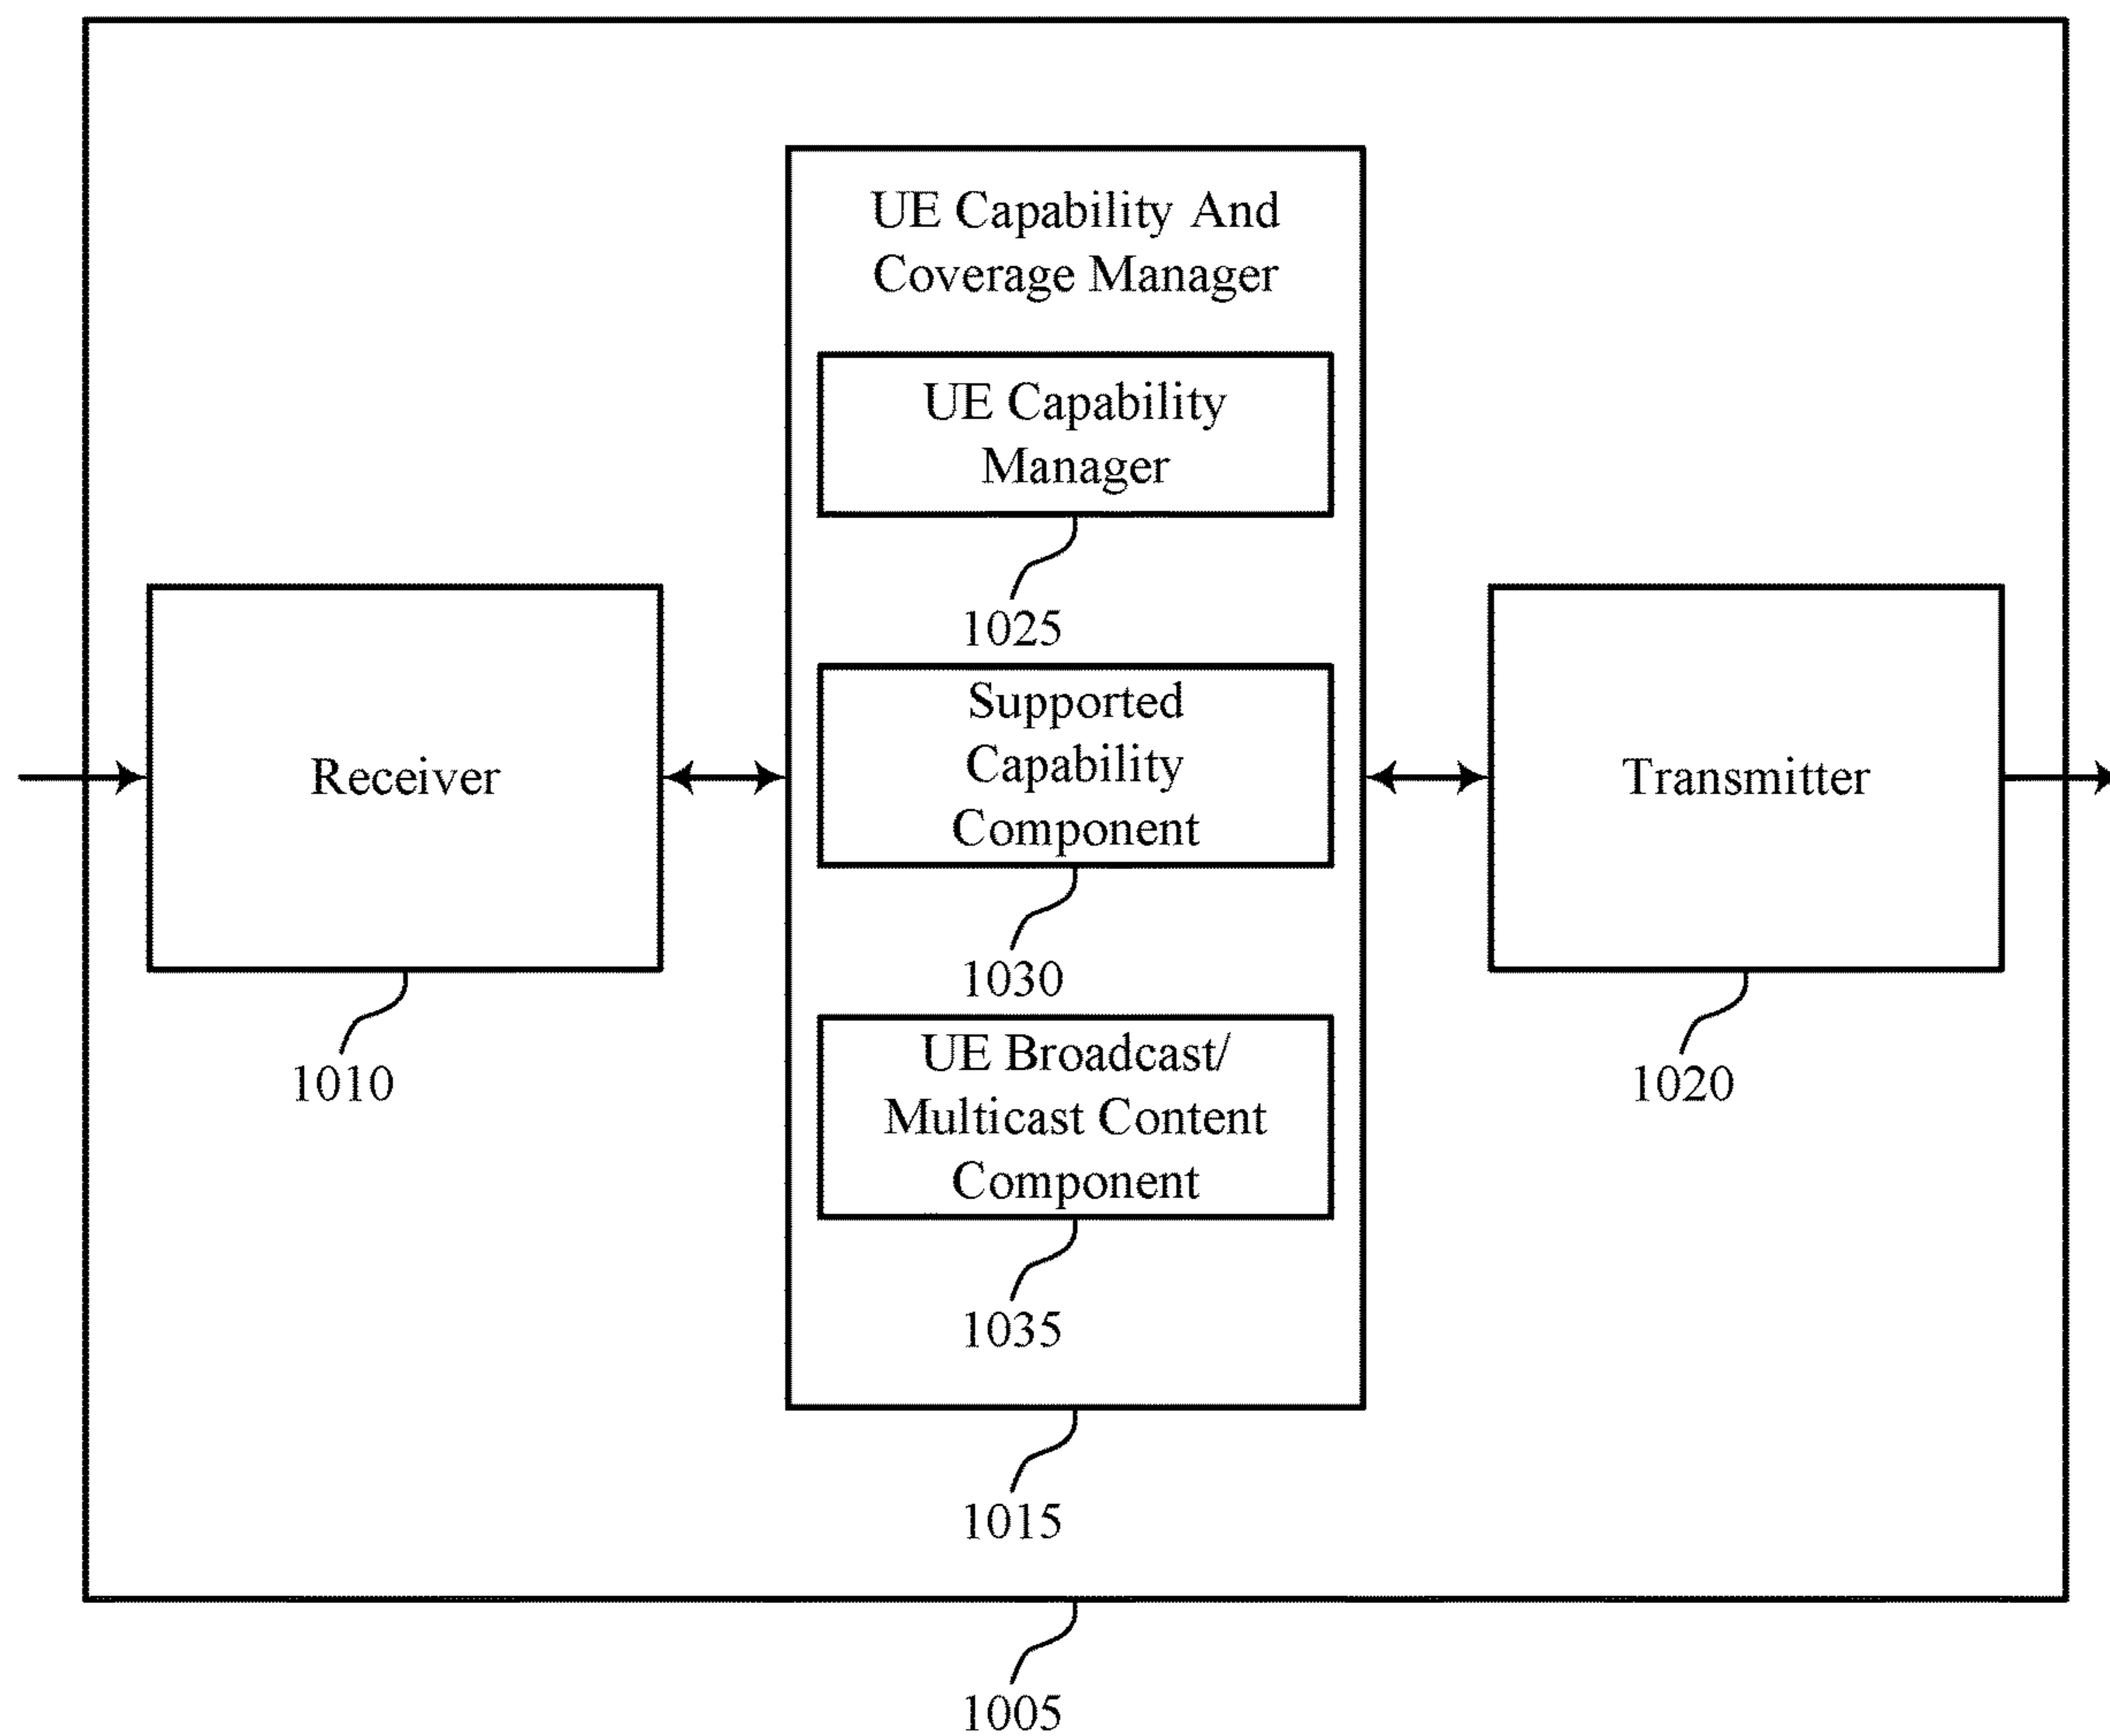 UE Capability And
Coverage Manager
UE Capability
Manager
1025
Supported
Capability
Component
1030
UE Broadcast/
Multicast Content
Component
1035
1015
Receiver
1010
Transmitter
1020
1005